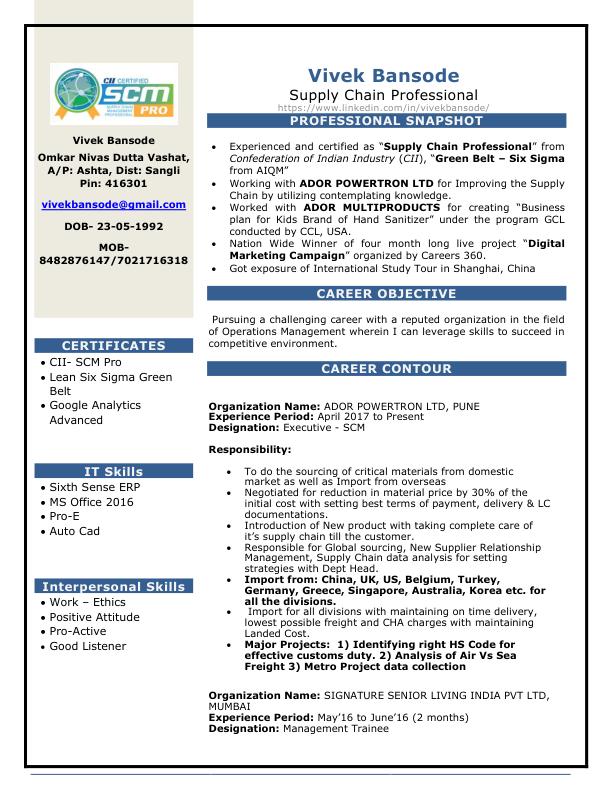 CII CERTIFIED
SCM
PRO
Vivek Bansode
Omkar Nivas Dutta Vashat,
A/P: Ashta, Dist: Sangli
Pin: 416301
vivekbansode@gmail.com
DOB- 23-05-1992
MOB-
8482876147/7021716318
CERTIFICATES
• CII- SCM Pro
• Lean Six Sigma Green
Belt
• Google Analytics
Advanced
IT Skills
• Sixth Sense ERP
• MS Office 2016
• Pro-E
• Auto Cad
Interpersonal Skills
• Work – Ethics
• Positive Attitude
• Pro-Active
• Good Listener
Vivek Bansode
Supply Chain Professional
https://www.linkedin.com/in/vivekbansode/
PROFESSIONAL SNAPSHOT
• Experienced and certified as “Supply Chain Professional” from
Confederation of Indian Industry (CII), “Green Belt – Six Sigma
from AIQM”
• Working with ADOR POWERTRON LTD for Improving the Supply
Chain by utilizing contemplating knowledge.
• Worked with ADOR MULTIPRODUCTS for creating “Business
plan for Kids Brand of Hand Sanitizer” under the program GCL
conducted by CCL, USA.
• Nation Wide Winner of four month long live project “Digital
Marketing Campaign” organized by Careers 360.
• Got exposure of International Study Tour in Shanghai, China
CAREER OBJECTIVE
Pursuing a challenging career with a reputed organization in the field
of Operations Management wherein I can leverage skills to succeed in
competitive environment.
CAREER CONTOUR
Organization Name: ADOR POWERTRON LTD, PUNE
Experience Period: April 2017 to Present
Designation: Executive - SCM
Responsibility:
• To do the sourcing of critical materials from domestic
market as well as Import from overseas
• Negotiated for reduction in material price by 30% of the
initial cost with setting best terms of payment, delivery & LC
documentations.
• Introduction of New product with taking complete care of
it’s supply chain till the customer.
• Responsible for Global sourcing, New Supplier Relationship
Management, Supply Chain data analysis for setting
strategies with Dept Head.
• Import from: China, UK, US, Belgium, Turkey,
Germany, Greece, Singapore, Australia, Korea etc. for
all the divisions.
• Import for all divisions with maintaining on time delivery,
lowest possible freight and CHA charges with maintaining
Landed Cost.
• Major Projects: 1) Identifying right HS Code for
effective customs duty. 2) Analysis of Air Vs Sea
Freight 3) Metro Project data collection
Organization Name: SIGNATURE SENIOR LIVING INDIA PVT LTD,
MUMBAI
Experience Period: May’16 to June’16 (2 months)
Designation: Management Trainee